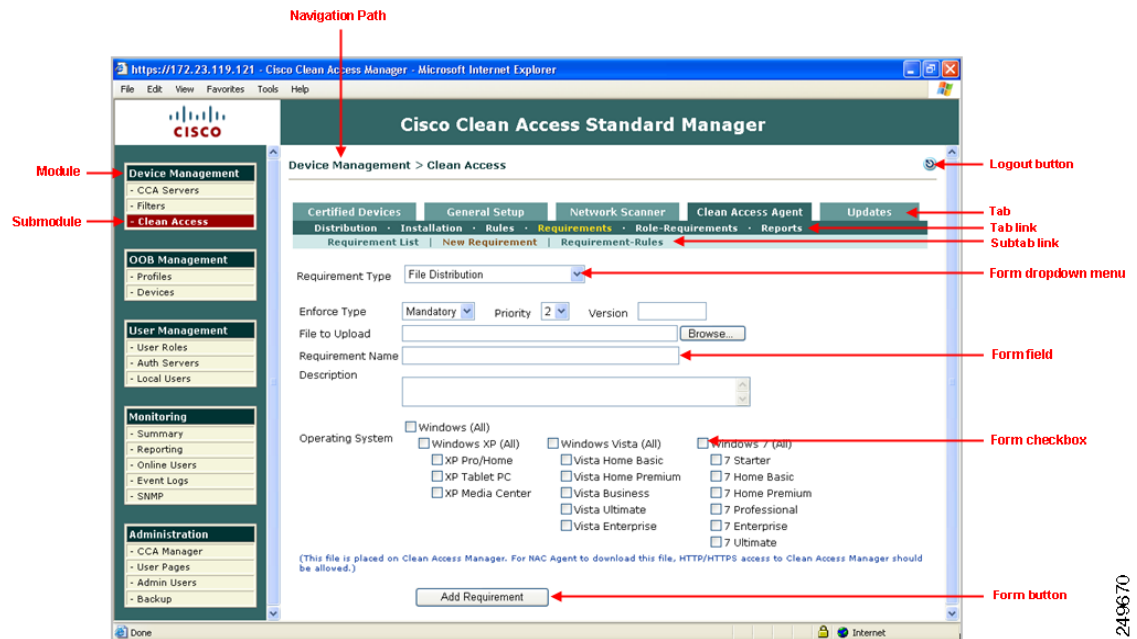 Navigation Path
https://172.23.119.121 - Cisco Clean Access Manager - Microsoft Internet Explorer
File Edit View Favorites Tools Help
CISCO
Cisco Clean Access Standard Manager
Module
Device Management
- CCA Servers
- Filters
Submodule
- Clean Access
OOB Management
- Profiles
- Devices
User Management
- User Roles
- Auth Servers
- Local Users
Monitoring
- Summary
- Reporting
- Online Users
- Event Logs
- SNMP
Administration
- CCA Manager
- User Pages
- Admin Users
- Backup
Device Management > Clean Access
Logout button
Certified Devices General Setup Network Scanner Clean Access Agent Updates
Tab
Distribution · Installation · Rules · Requirements · Role-Requirements · Reports
Tab link
Requirement List | New Requirement | Requirement-Rules
Subtab link
Requirement Type File Distribution
Form dropdown menu
Enforce Type Mandatory Priority 2 Version
File to Upload Browse...
Requirement Name
Form field
Description
Operating System
Windows (All)
Windows XP (All) Windows Vista (All) Windows 7 (All)
Form checkbox
XP Pro/Home Vista Home Basic 7 Starter
XP Tablet PC Vista Home Premium 7 Home Basic
XP Media Center Vista Business 7 Home Premium
Vista Ultimate 7 Professional
Vista Enterprise 7 Enterprise
7 Ultimate
(This file is placed on Clean Access Manager. For NAC Agent to download this file, HTTP/HTTPS access to Clean Access Manager should
be allowed.)
Add Requirement
Form button
Done Internet
249670